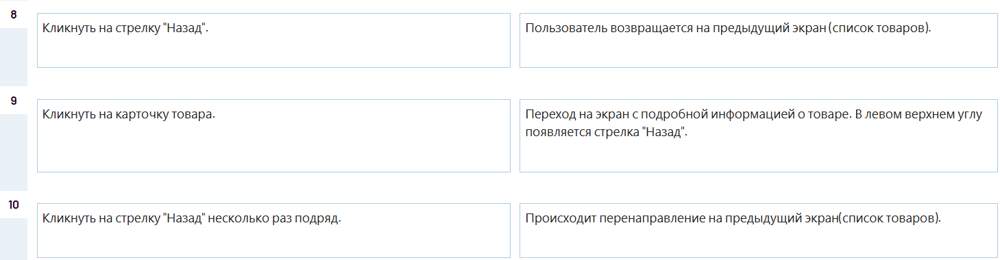 8
Кликнуть на стрелку "Назад".
Пользователь возвращается на предыдущий экран (список товаров).
9
Кликнуть на карточку товара.
Переход на экран с подробной информацией о товаре. В левом верхнем углу
появляется стрелка "Назад".
10
Кликнуть на стрелку "Назад" несколько раз подряд.
Происходит перенаправление на предыдущий экран(список товаров).